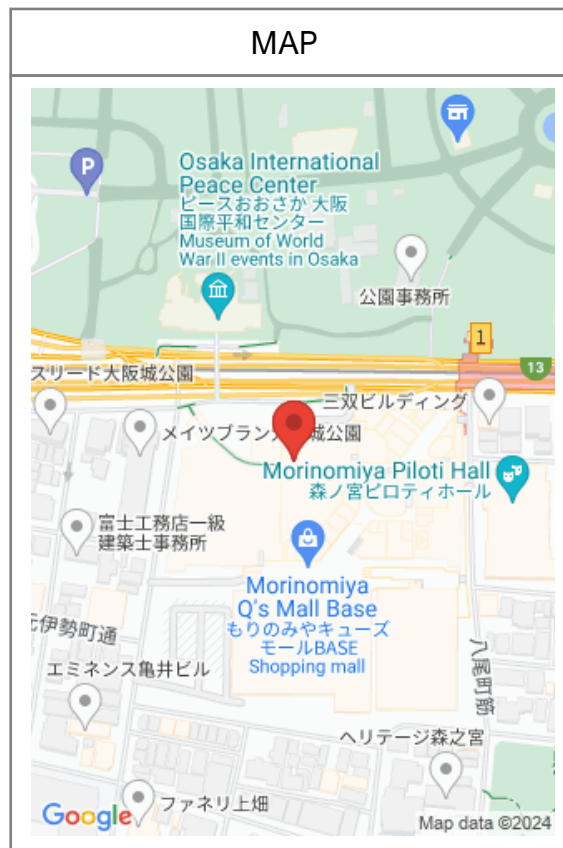 MAP
P
Osaka International
Peace Center
ピースおおさか 大阪
国際平和センター
Museum of World
War II events in Osaka
公園事務所
1
13
スリード大阪城公園
三双ビルディング
メイツブラン
城公園
Morinomiya Piloti Hall
森ノ宮ピロティホール
富士工務店一級
建築士事務所
Morinomiya
Q's Mall Base
もりのみやキューズ
モールBASE
Shopping mall
元伊勢町通
八尾町筋
エミネンス亀井ビル
ヘリテージ森之宮
ファネリ上畑
Google
Map data ©2024